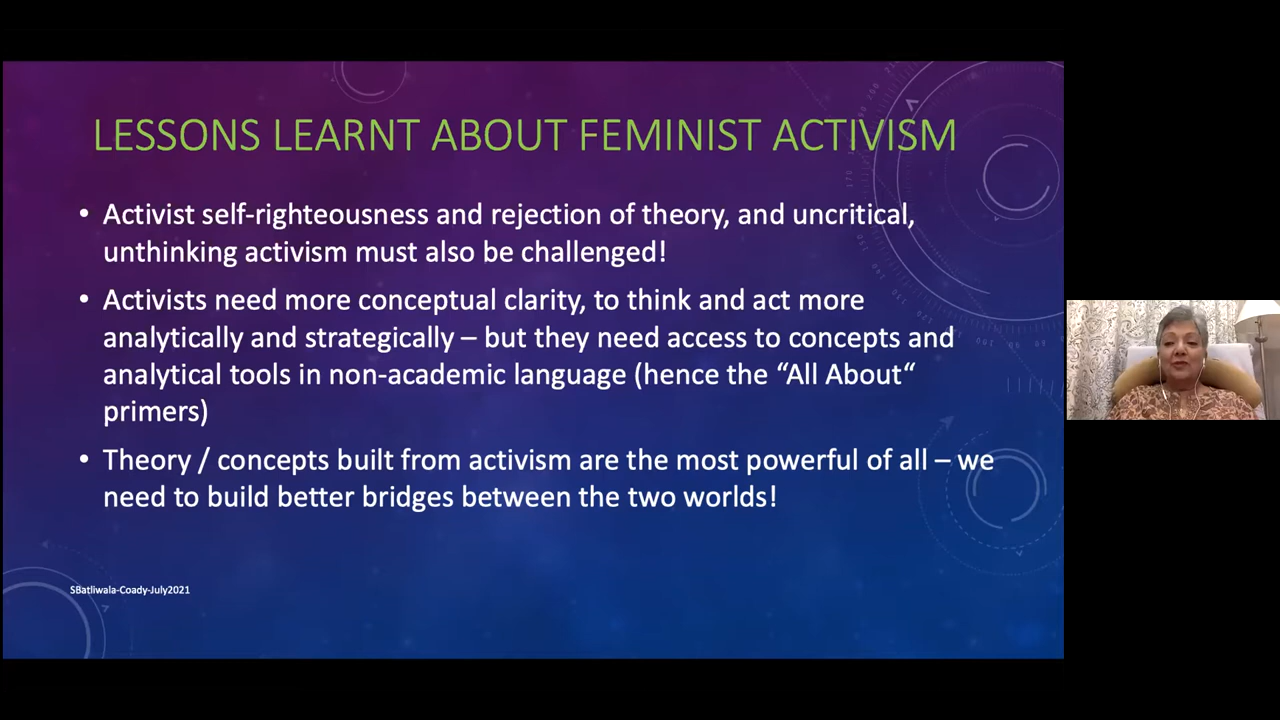 LESSONS LEARNT ABOUT FEMINIST ACTIVISM
• Activist self-righteousness and rejection of theory, and uncritical,
unthinking activism must also be challenged!
• Activists need more conceptual clarity, to think and act more
analytically and strategically – but they need access to concepts and
analytical tools in non-academic language (hence the “All About“
primers)
• Theory / concepts built from activism are the most powerful of all – we
need to build better bridges between the two worlds!
SBatliwala-Coady-July2021